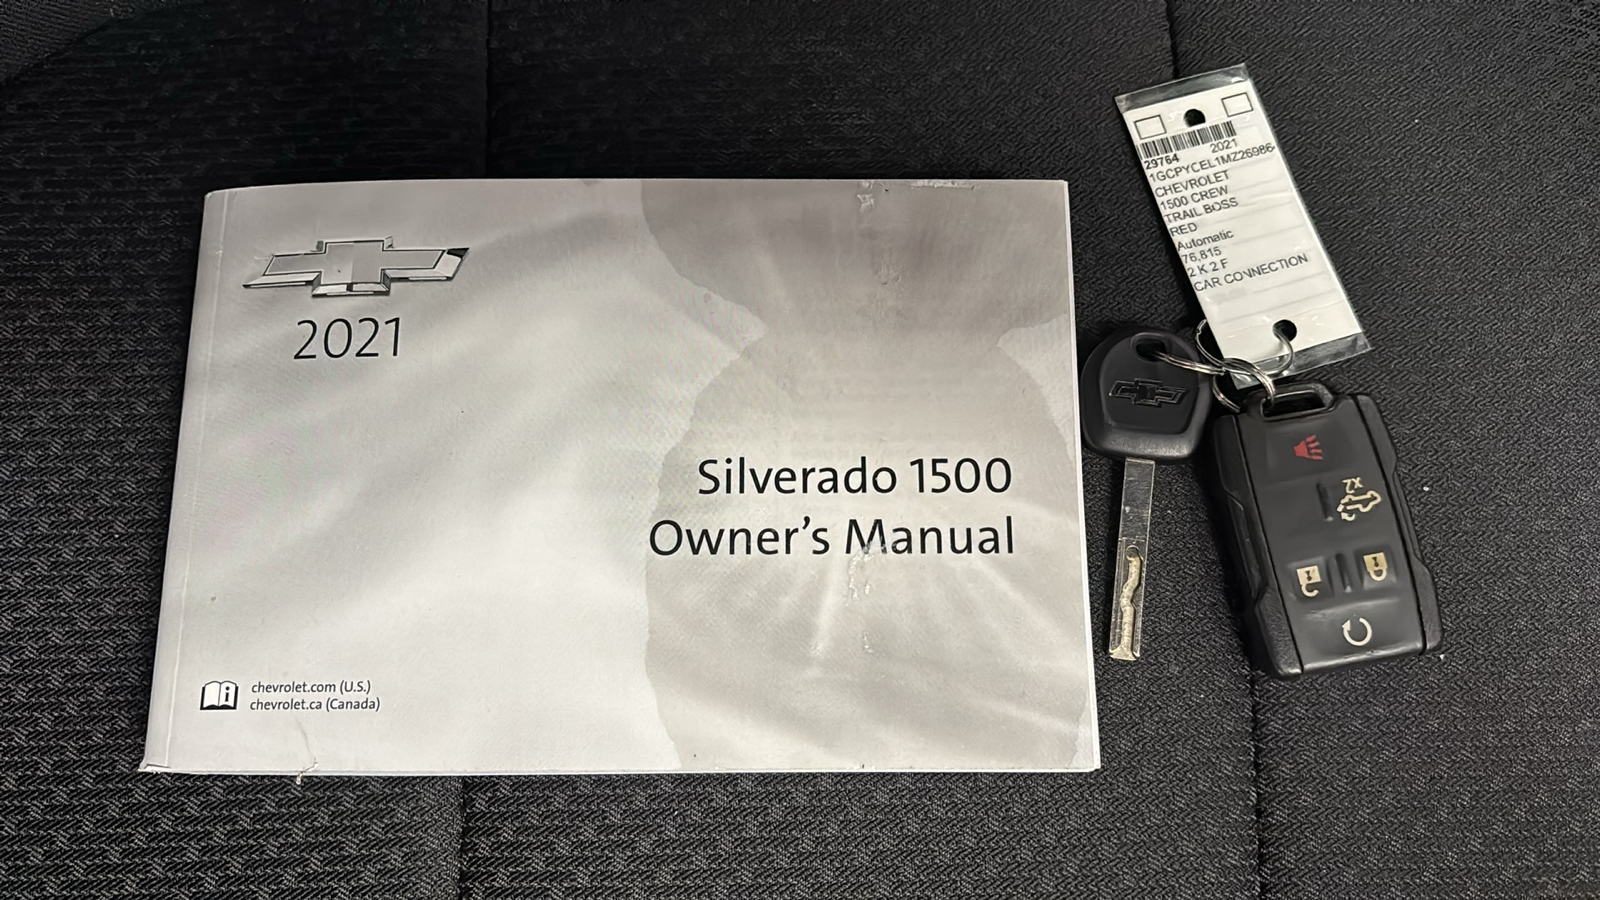 2021
Silverado 1500
Owner's Manual
chevrolet.com (U.S.)
chevrolet.ca (Canada)
29764 2021
1GCPYCEL1MZ26986
CHEVROLET
1500 CREW
TRAIL BOSS
RED
Automatic
76,815
2 K 2 F
CAR CONNECTION
2X